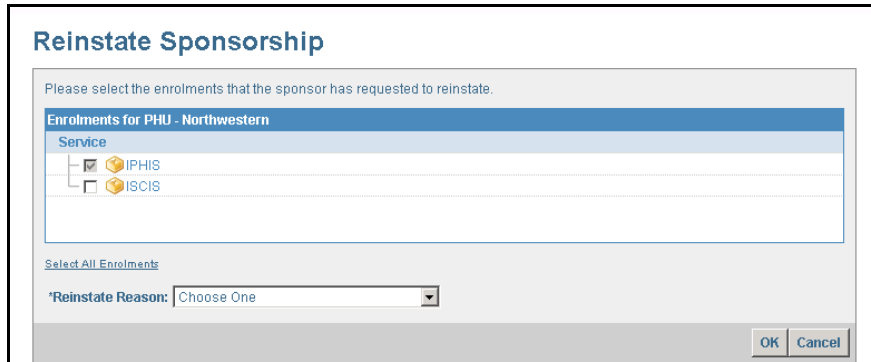 Reinstate Sponsorship
Please select the enrolments that the sponsor has requested to reinstate.
Enrolments for PHU - Northwestern
Service
IPHIS
ISCIS
Select All Enrolments
*Reinstate Reason: Choose One
OK Cancel